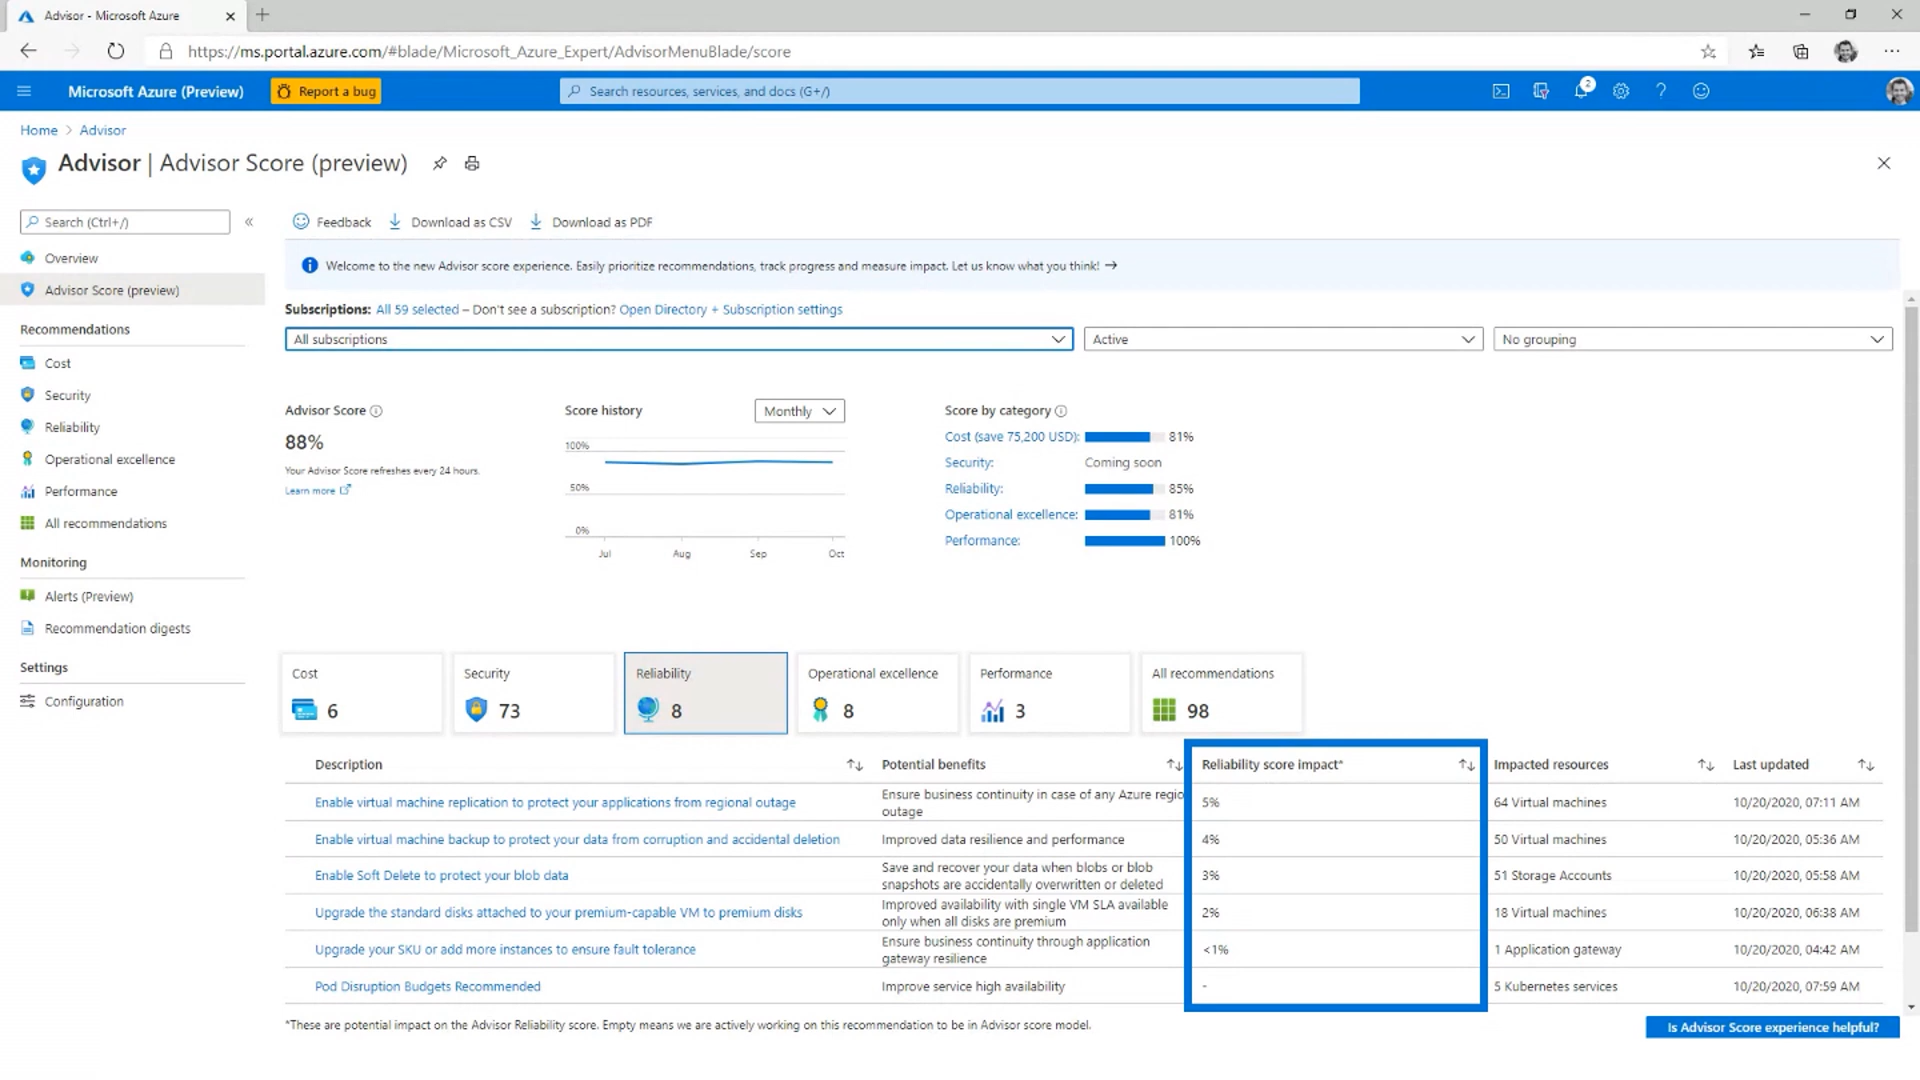 Advisor - Microsoft Azure
https://ms.portal.azure.com/#blade/Microsoft_Azure_Expert/AdvisorMenuBlade/score
Microsoft Azure (Preview)
Report a bug
Search resources, services, and docs (G+/)
2
Home > Advisor
Advisor | Advisor Score (preview)
Search (Ctrl+/)
Overview
Advisor Score (preview)
Recommendations
Cost
Security
Reliability
Operational excellence
Performance
All recommendations
Monitoring
Alerts (Preview)
Recommendation digests
Settings
Configuration
Feedback
Download as CSV
Download as PDF
Welcome to the new Advisor score experience. Easily prioritize recommendations, track progress and measure impact. Let us know what you think! →
Subscriptions: All 59 selected – Don't see a subscription? Open Directory + Subscription settings
All subscriptions
Active
No grouping
Advisor Score
88%
Your Advisor Score refreshes every 24 hours.
Learn more
Score history
Monthly
100%
50%
0%
Jul Aug Sep Oct
Score by category
Cost (save 75,200 USD): 81%
Security: Coming soon
Reliability: 85%
Operational excellence: 81%
Performance: 100%
Cost
6
Security
73
Reliability
8
Operational excellence
8
Performance
3
All recommendations
98
Description Potential benefits Reliability score impact* Impacted resources Last updated
Enable virtual machine replication to protect your applications from regional outage
Ensure business continuity in case of any Azure regio
outage
5%
64 Virtual machines
10/20/2020, 07:11 AM
Enable virtual machine backup to protect your data from corruption and accidental deletion
Improved data resilience and performance
4%
50 Virtual machines
10/20/2020, 05:36 AM
Enable Soft Delete to protect your blob data
Save and recover your data when blobs or blob
snapshots are accidentally overwritten or deleted
3%
51 Storage Accounts
10/20/2020, 05:58 AM
Upgrade the standard disks attached to your premium-capable VM to premium disks
Improved availability with single VM SLA available
only when all disks are premium
2%
18 Virtual machines
10/20/2020, 06:38 AM
Upgrade your SKU or add more instances to ensure fault tolerance
Ensure business continuity through application
gateway resilience
<1%
1 Application gateway
10/20/2020, 04:42 AM
Pod Disruption Budgets Recommended
Improve service high availability
-
5 Kubernetes services
10/20/2020, 07:59 AM
*These are potential impact on the Advisor Reliability score. Empty means we are actively working on this recommendation to be in Advisor score model.
Is Advisor Score experience helpful?